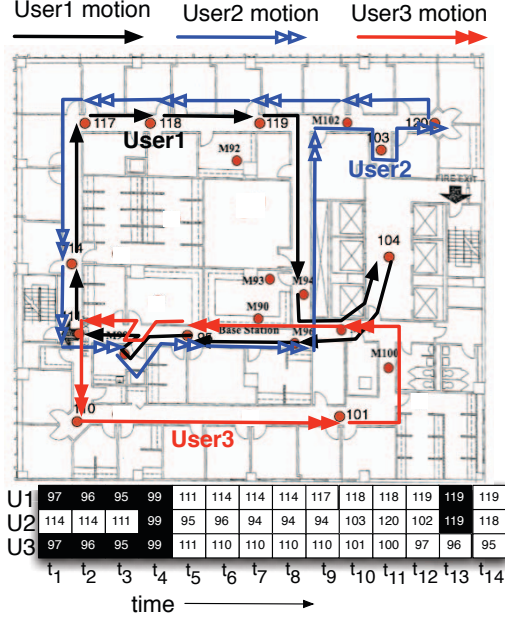 User1 motion User2 motion User3 motion
117 118 119 M102 120
User1 103
M92 User2
FIRE EXIT
14 104
M93 M94
M90
Base Station M96
M100
110 101
User3
U1 97 96 95 99 111 114 114 114 117 118 118 119 119 119
U2 114 114 111 99 95 96 94 94 94 103 120 102 119 118
U3 97 96 95 99 111 110 110 110 110 101 100 97 96 95
t1 t2 t3 t4 t5 t6 t7 t8 t9 t10 t11 t12 t13 t14
time